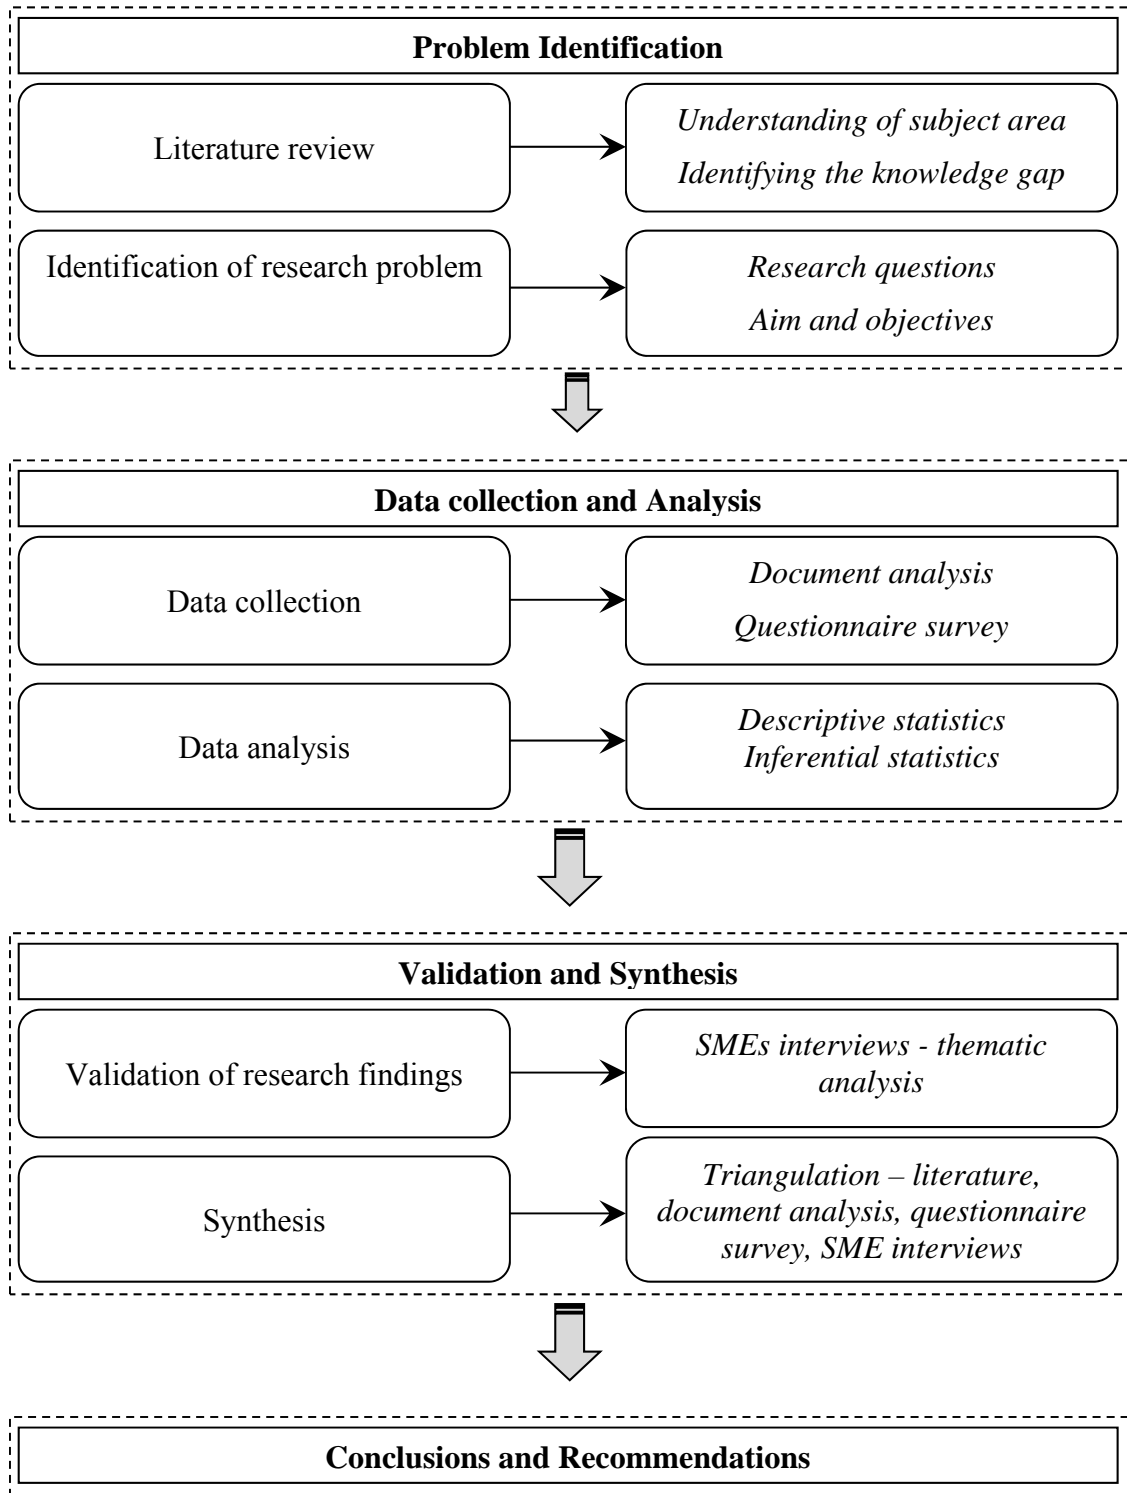 Problem Identification
Literature review
Understanding of subject area
Identifying the knowledge gap
Identification of research problem
Research questions
Aim and objectives
Data collection and Analysis
Data collection
Document analysis
Questionnaire survey
Data analysis
Descriptive statistics
Inferential statistics
Validation and Synthesis
Validation of research findings
SMEs interviews - thematic
analysis
Synthesis
Triangulation – literature,
document analysis, questionnaire
survey, SME interviews
Conclusions and Recommendations